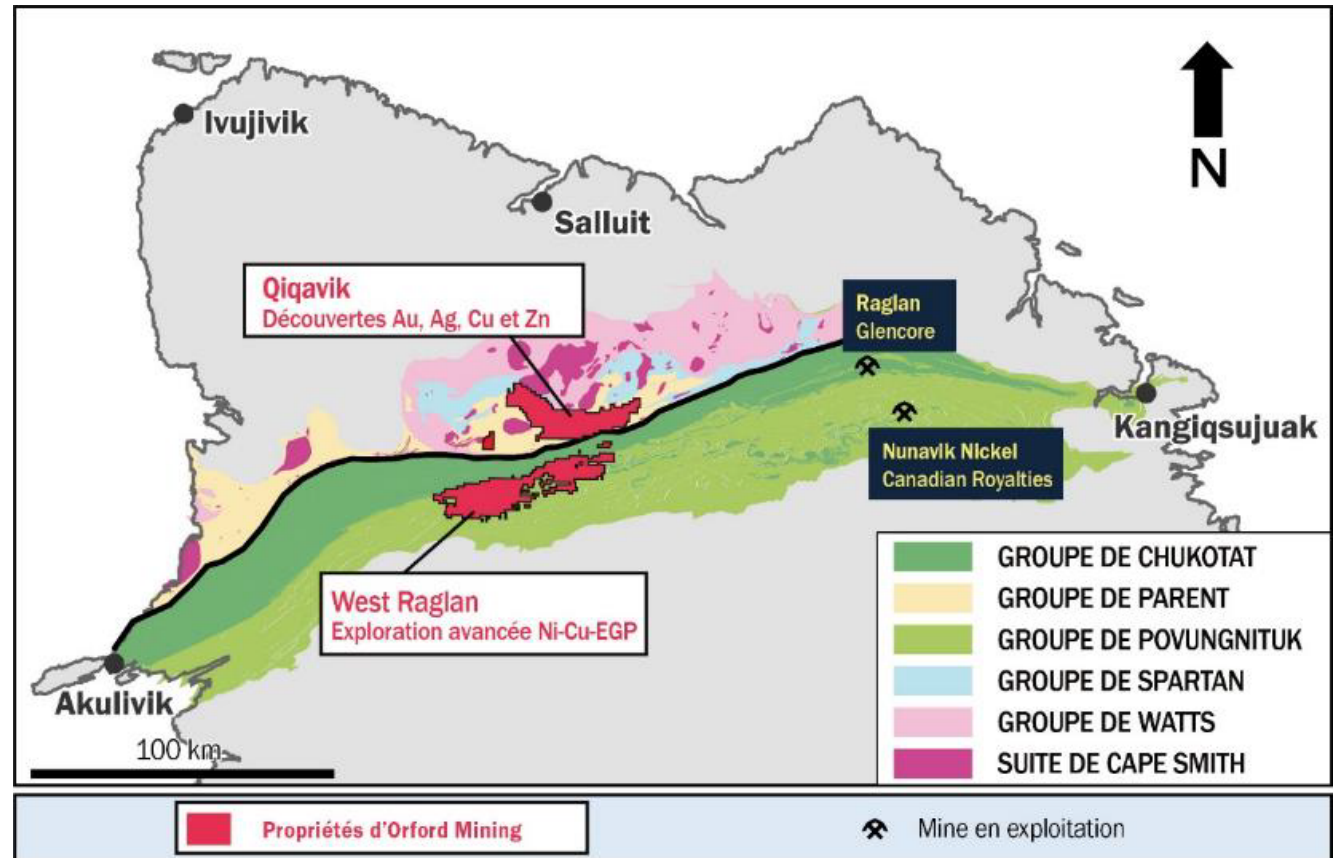 Ivujivik
N
Salluit
Qiqavik
Découvertes Au, Ag, Cu et Zn
Raglan
Glencore
Kangiqsujuak
Nunavik Nickel
Canadian Royalties
West Raglan
Exploration avancée Ni-Cu-EGP
Akulivik
100 km
GROUPE DE CHUKOTAT
GROUPE DE PARENT
GROUPE DE POVUNGNITUK
GROUPE DE SPARTAN
GROUPE DE WATTS
SUITE DE CAPE SMITH
Propriétés d'Orford Mining
Mine en exploitation